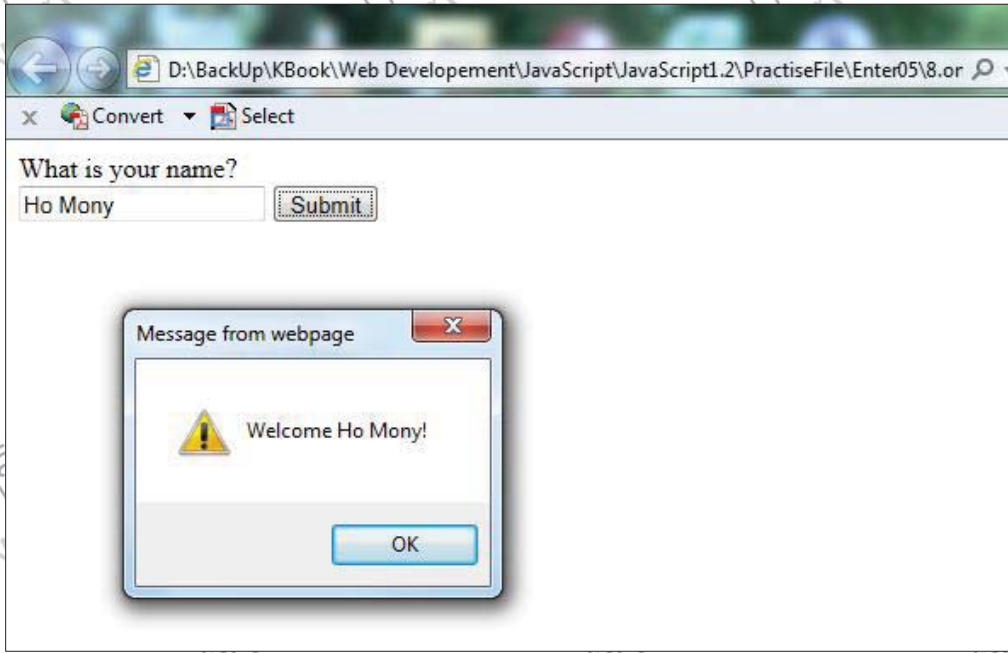 D:\BackUp\KBook\Web Developement\JavaScript\JavaScript1.2\PractiseFile\Enter05\8.or
x Convert Select
What is your name?
Ho Mony Submit
Message from webpage
Welcome Ho Mony!
OK